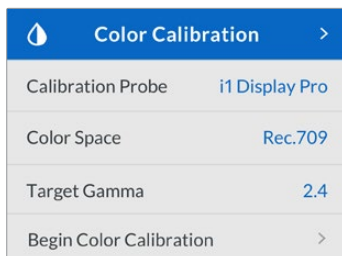 Color Calibration
Calibration Probe i1 Display Pro
Color Space Rec.709
Target Gamma 2.4
Begin Color Calibration